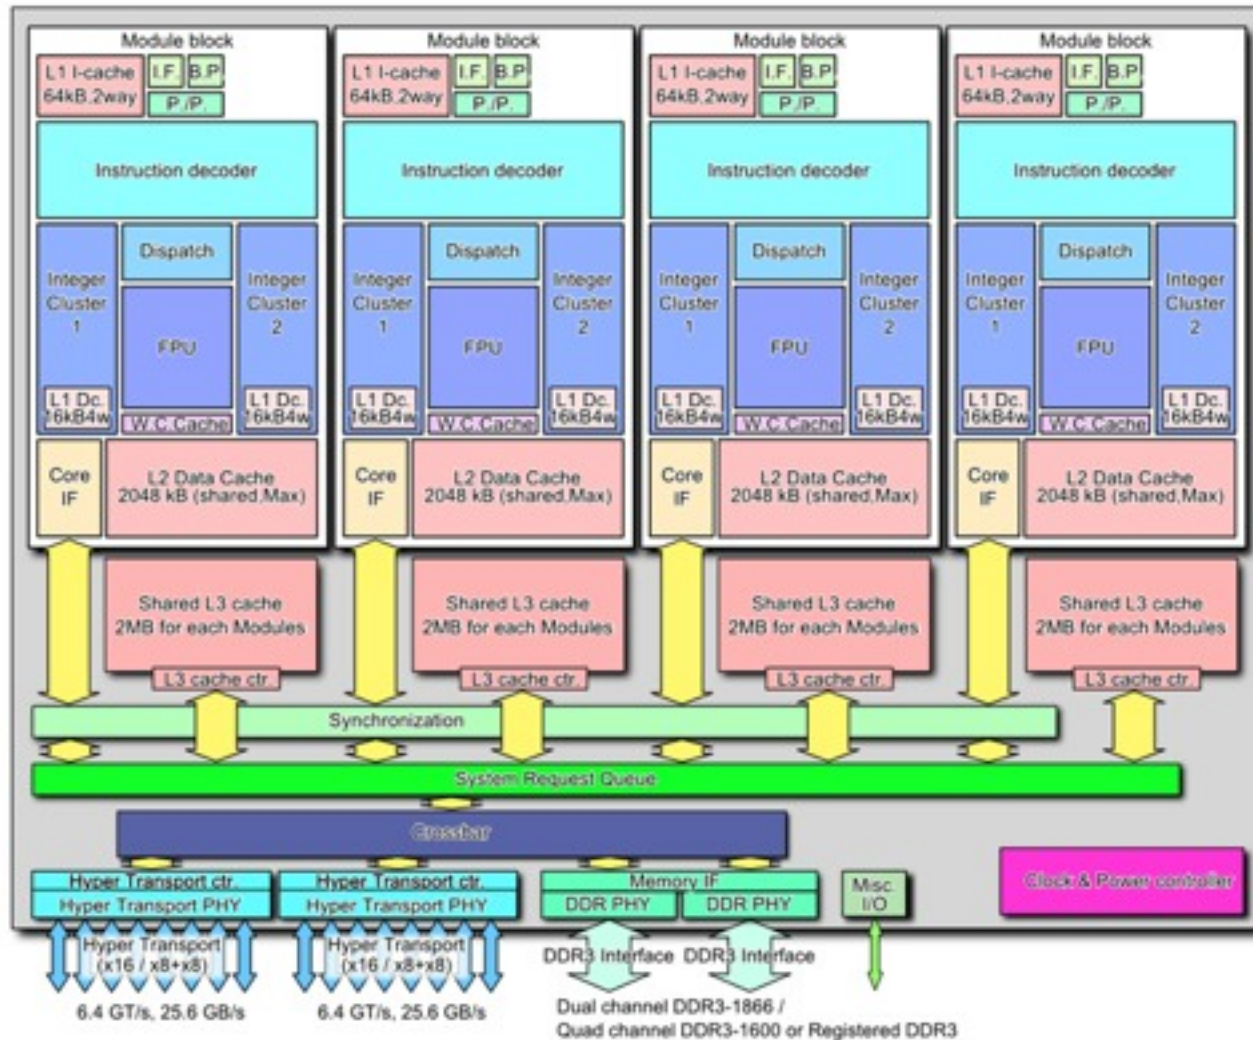 Module block
L1 I-cache
64kB,2way
I.F.
B.P
P./P.
Instruction decoder
Integer
Cluster
1
Dispatch
FPU
Integer
Cluster
2
L1 Dc.
16kB4w
W.C.Cache
L1 Dc.
16kB4w
Core
IF
L2 Data Cache
2048 kB (shared,Max)
Shared L3 cache
2MB for each Modules
L3 cache ctr.
Module block
L1 I-cache
64kB,2way
I.F.
B.P
P./P.
Instruction decoder
Integer
Cluster
1
Dispatch
FPU
Integer
Cluster
2
L1 Dc.
16kB4w
W.C.Cache
L1 Dc.
16kB4w
Core
IF
L2 Data Cache
2048 kB (shared,Max)
Shared L3 cache
2MB for each Modules
L3 cache ctr.
Module block
L1 I-cache
64kB,2way
I.F.
B.P
P./P.
Instruction decoder
Integer
Cluster
1
Dispatch
FPU
Integer
Cluster
2
L1 Dc.
16kB4w
W.C.Cache
L1 Dc.
16kB4w
Core
IF
L2 Data Cache
2048 kB (shared,Max)
Shared L3 cache
2MB for each Modules
L3 cache ctr.
Module block
L1 I-cache
64kB,2way
I.F.
B.P
P./P.
Instruction decoder
Integer
Cluster
1
Dispatch
FPU
Integer
Cluster
2
L1 Dc.
16kB4w
W.C.Cache
L1 Dc.
16kB4w
Core
IF
L2 Data Cache
2048 kB (shared,Max)
Shared L3 cache
2MB for each Modules
L3 cache ctr.
Synchronization
System Request Queue
Crossbar
Hyper Transport ctr.
Hyper Transport PHY
Hyper Transport
(x16 / x8+x8)
6.4 GT/s, 25.6 GB/s
Hyper Transport ctr.
Hyper Transport PHY
Hyper Transport
(x16 / x8+x8)
6.4 GT/s, 25.6 GB/s
Memory IF
DDR PHY
DDR PHY
DDR3 Interface
DDR3 Interface
Dual channel DDR3-1866 /
Quad channel DDR3-1600 or Registered DDR3
Misc.
I/O
Clock & Power controller